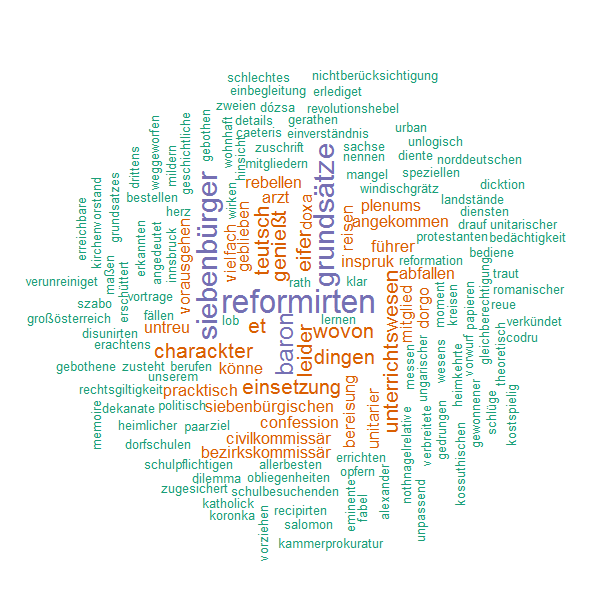 schlechtes
nichtberücksichtigung
einbegleitung
erlediget
zweien
dózsa
revolutionshebel
gebothen
details
gerathen
caeteris
einverständnis
urban
unlogisch
weggeworfen
geschichtliche
wohnhaft
hinsicht
zuschrift
sachse
nennen
diente
norddeutschen
drittens
mildern
mitgliedern
mangel
speziellen
rebellen
windischgrätz
dicktion
grundsätze
siebenbürger
bestellen
wirken
arzt
doxa
plenums
landstände
diensten
erreichbare
kirchenvorstand
grundsatzes
herz
geblieben
teutsch
genießt
eifer
reisen
angekommen
drauf
unitarischer
protestanten
bedächtigkeit
erkannten
angedeutet
innsbruck
vorausgehen
vielfach
führer
reformation
bediene
verunreiniget
maßen
erschüttert
rath
klar
inspruk
abfallen
traut
romanischer
szabo
vortrage
reformirten
mitglied
dorgo
moment
kreisen
papieren
gleichberechtigung
reue
großösterreich
fällen
lob
et
lernen
verkündet
disunirten
untreu
baron
leider
wovon
unterrichtswesen
codru
erachtens
charackter
dingen
messen
ungarischer
wesens
heimkehrte
vorwurf
theoretisch
gebothene
zusteht
berufen
könne
unserem
einsetzung
rechtsgiltigkeit
practisch
memoire
dekanate
politisch
siebenbürgischen
bereisung
unitarier
nothnagelrelative
verbreitete
gedrungen
kossuthischen
gewonnener
schlüge
kostspielig
heimlicher
paarziel
confession
dorfschulen
civilkommissär
bezirkskommissär
errichten
schulpflichtigen
allerbesten
opfern
dilemma
obliegenheiten
zugesichert
schulbesuchenden
alexander
unpassend
katholick
eminente
fabel
koronka
recipirten
salomon
vorziehen
kammerprokuratur